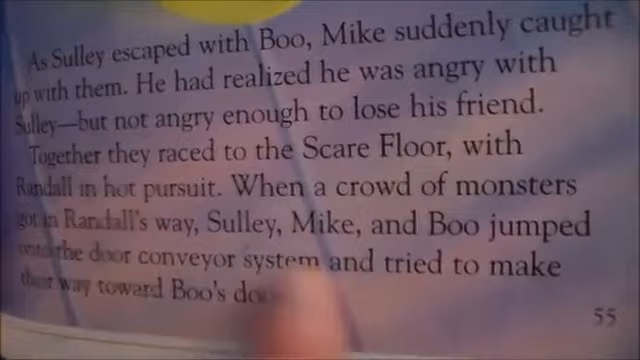 As Sulley escaped with Boo, Mike suddenly caught
up with them. He had realized he was angry with
Sulley—but not angry enough to lose his friend.
Together they raced to the Scare Floor, with
Randall in hot pursuit. When a crowd of monsters
got in Randall's way, Sulley, Mike, and Boo jumped
onto the door conveyor system and tried to make
their way toward Boo's
55